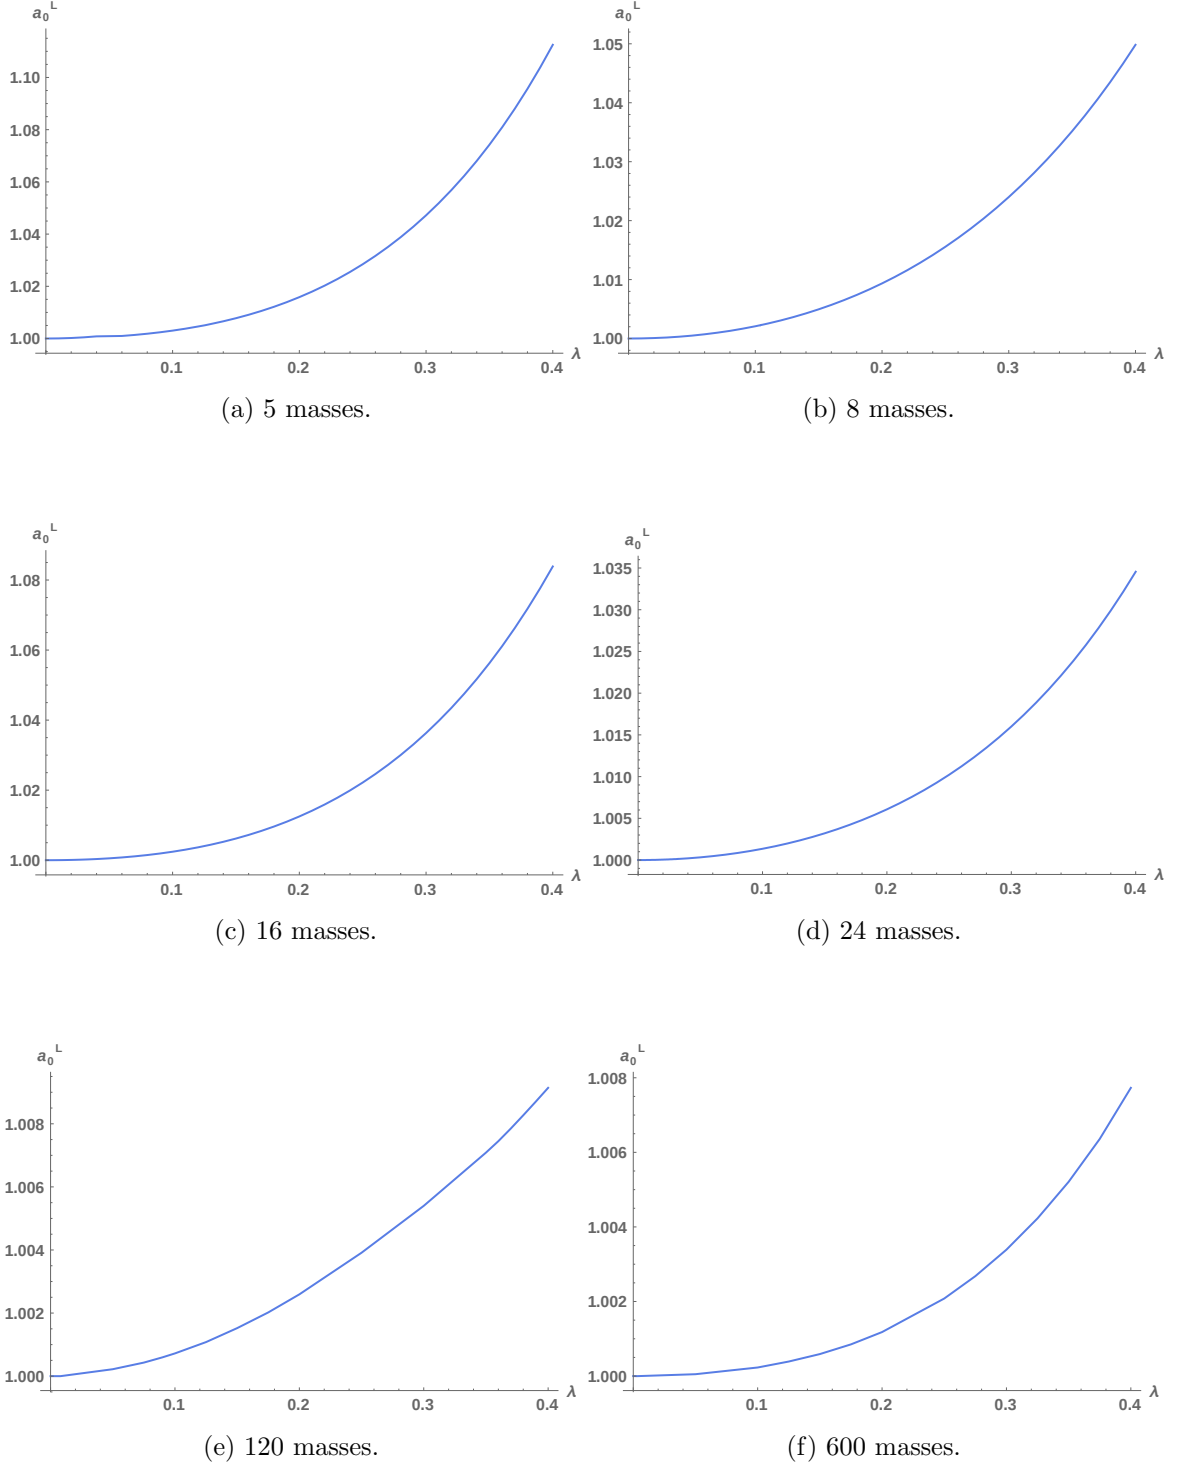 a₀ᴸ
1.10
1.08
1.06
1.04
1.02
1.00
0.1 0.2 0.3 0.4 λ
(a) 5 masses.
a₀ᴸ
1.05
1.04
1.03
1.02
1.01
1.00
0.1 0.2 0.3 0.4 λ
(b) 8 masses.
a₀ᴸ
1.08
1.06
1.04
1.02
1.00
0.1 0.2 0.3 0.4 λ
(c) 16 masses.
a₀ᴸ
1.035
1.030
1.025
1.020
1.015
1.010
1.005
1.000
0.1 0.2 0.3 0.4 λ
(d) 24 masses.
a₀ᴸ
1.008
1.006
1.004
1.002
1.000
0.1 0.2 0.3 0.4 λ
(e) 120 masses.
a₀ᴸ
1.008
1.006
1.004
1.002
1.000
0.1 0.2 0.3 0.4 λ
(f) 600 masses.